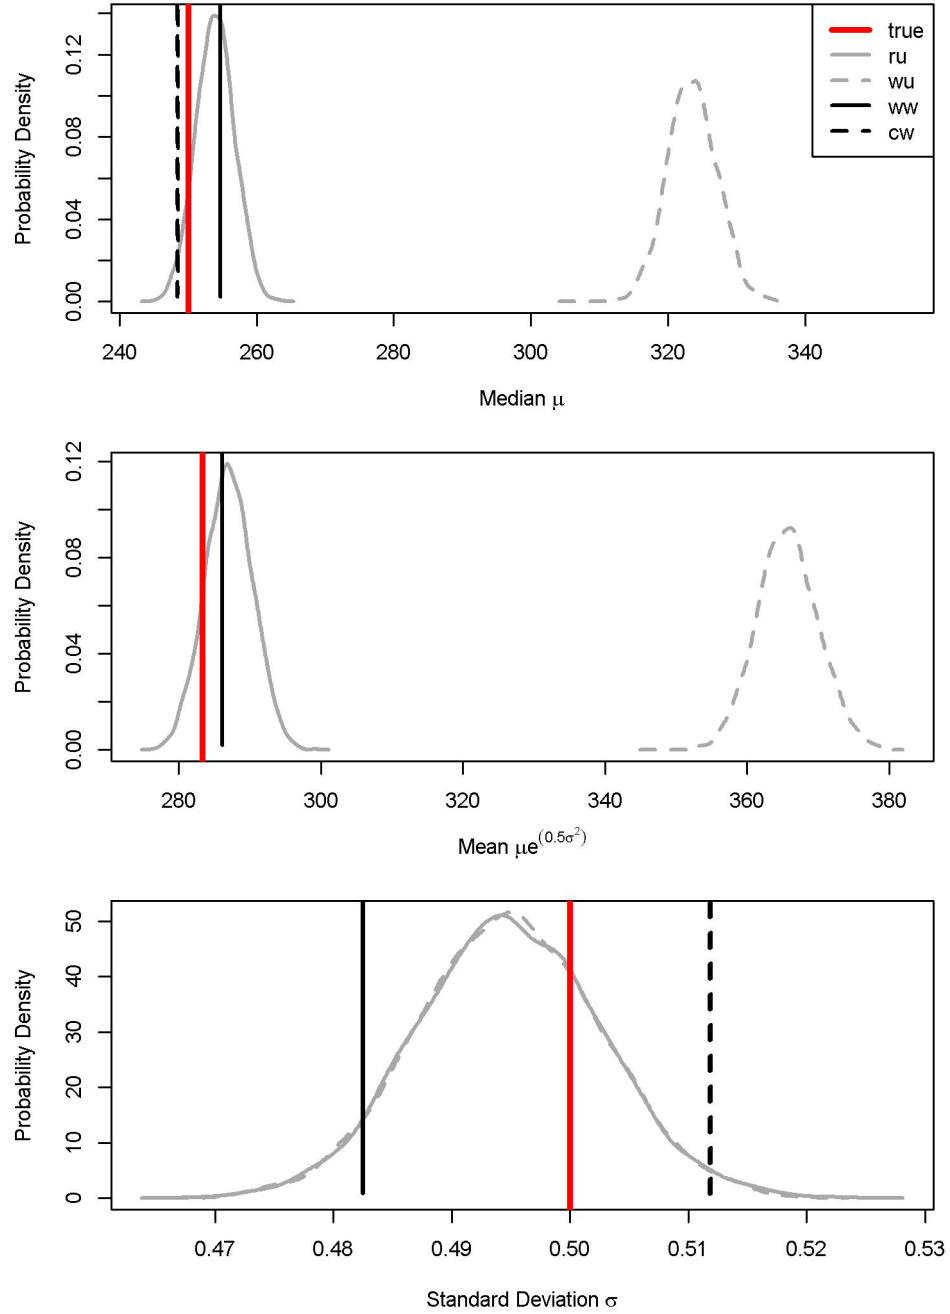 true
ru
wu
ww
cw
Probability Density
0.12
0.08
0.04
0.00
240 260 280 300 320 340
Median μ
Probability Density
0.12
0.08
0.04
0.00
280 300 320 340 360 380
Mean μe^(0.5σ²)
Probability Density
50
40
30
20
10
0
0.47 0.48 0.49 0.50 0.51 0.52 0.53
Standard Deviation σ